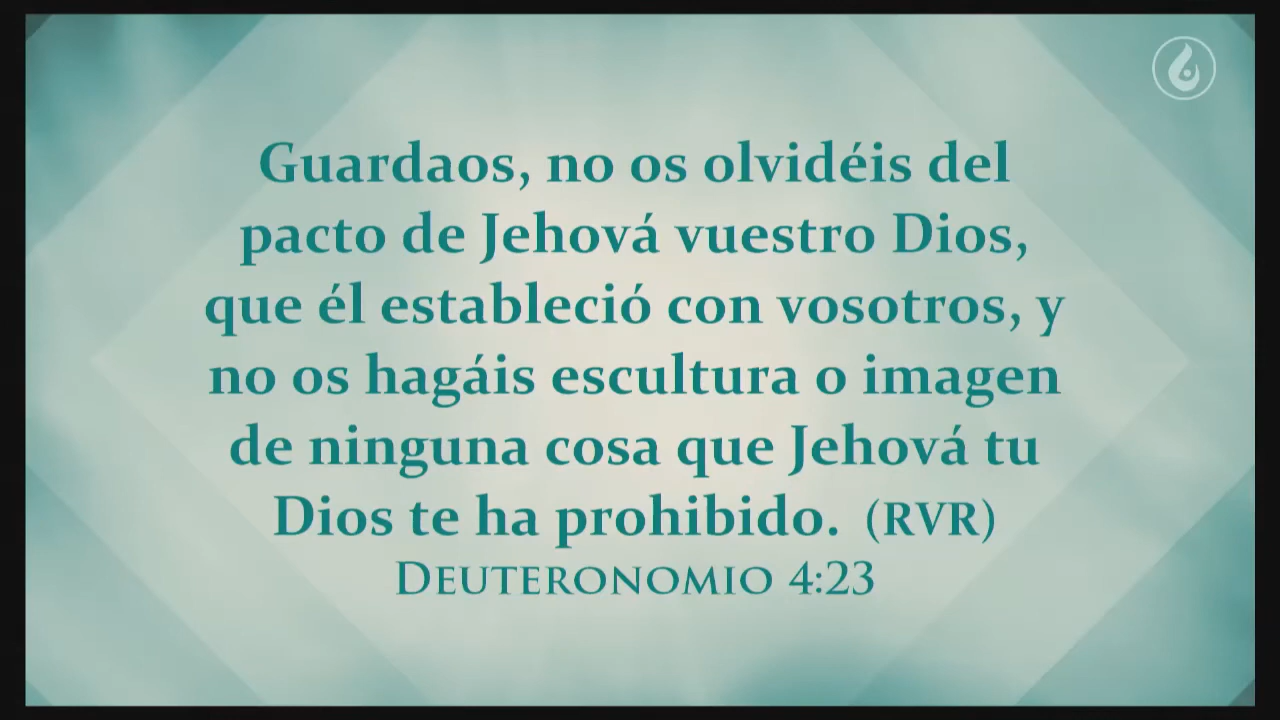 Guardaos, no os olvidéis del
pacto de Jehová vuestro Dios,
que él estableció con vosotros, y
no os hagáis escultura o imagen
de ninguna cosa que Jehová tu
Dios te ha prohibido. (RVR)
Deuteronomio 4:23